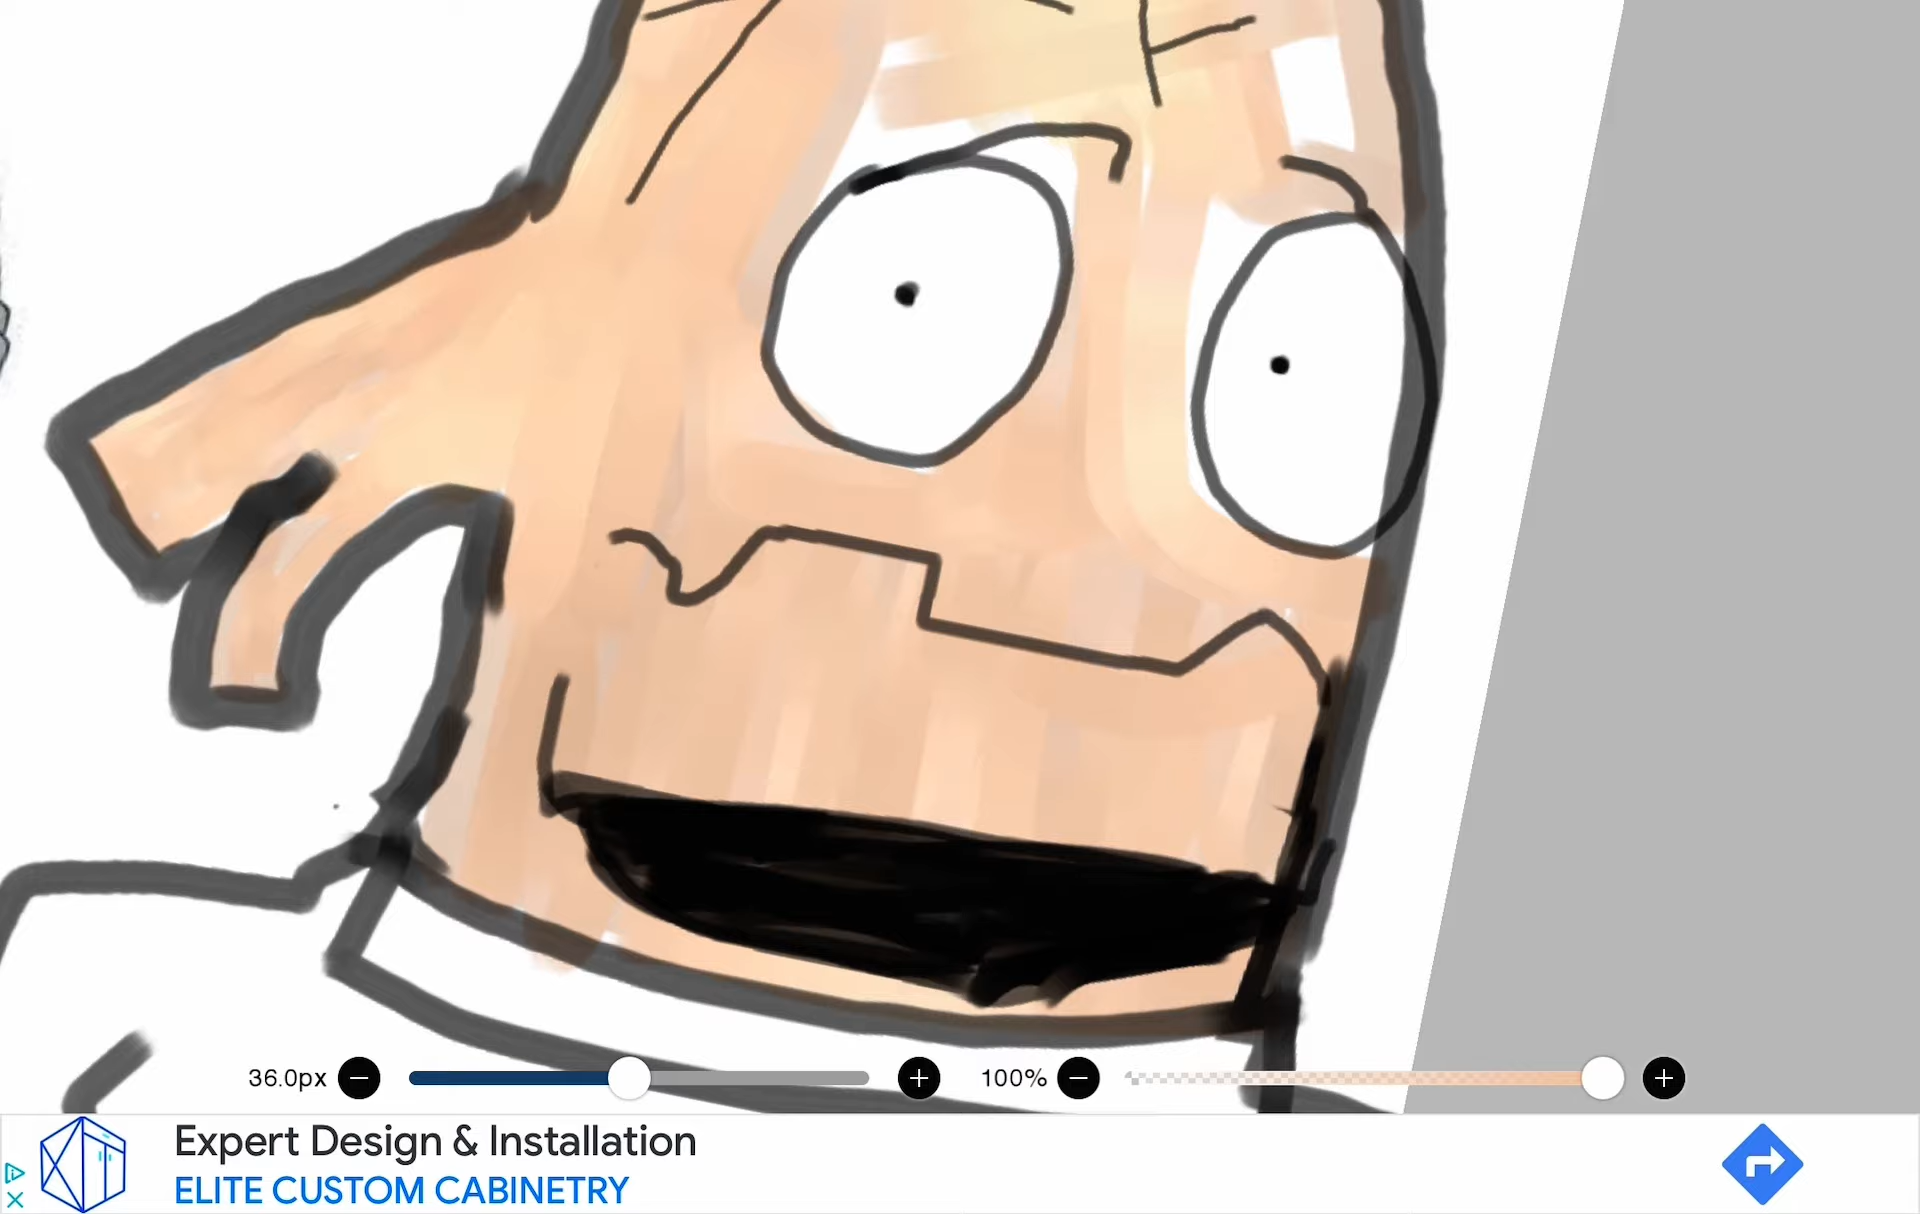 36.0px
100%
Expert Design & Installation
ELITE CUSTOM CABINETRY